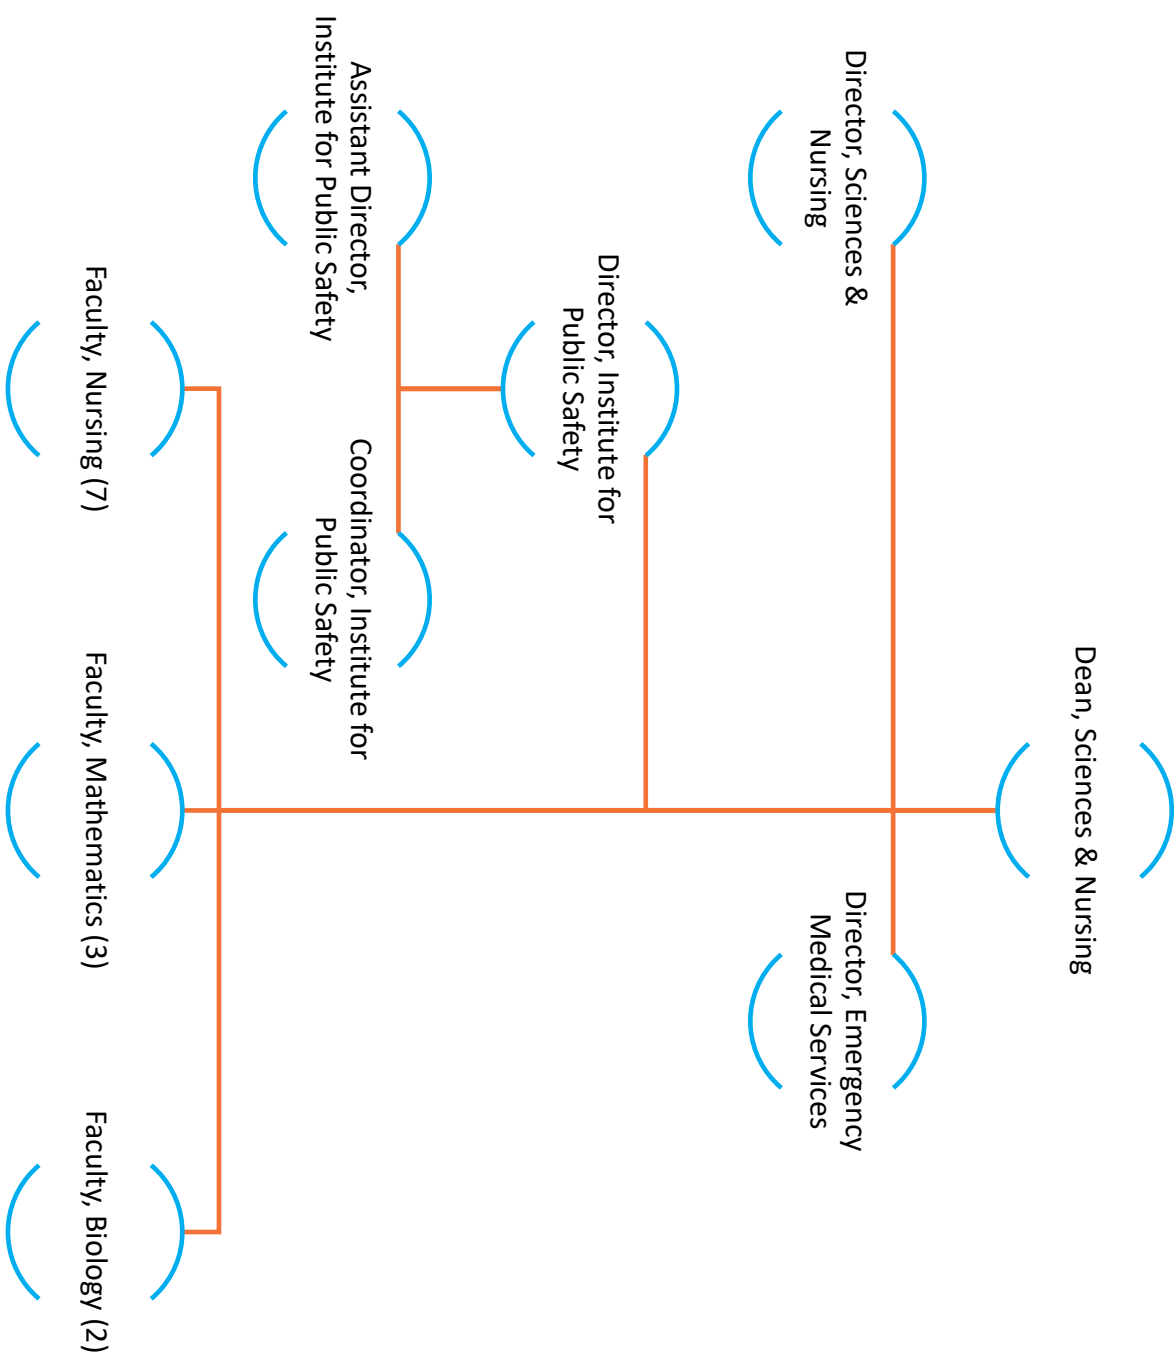 Dean, Sciences & Nursing
Director, Sciences &
Nursing
Director, Emergency
Medical Services
Director, Institute for
Public Safety
Assistant Director,
Institute for Public Safety
Coordinator, Institute for
Public Safety
Faculty, Nursing (7)
Faculty, Mathematics (3)
Faculty, Biology (2)